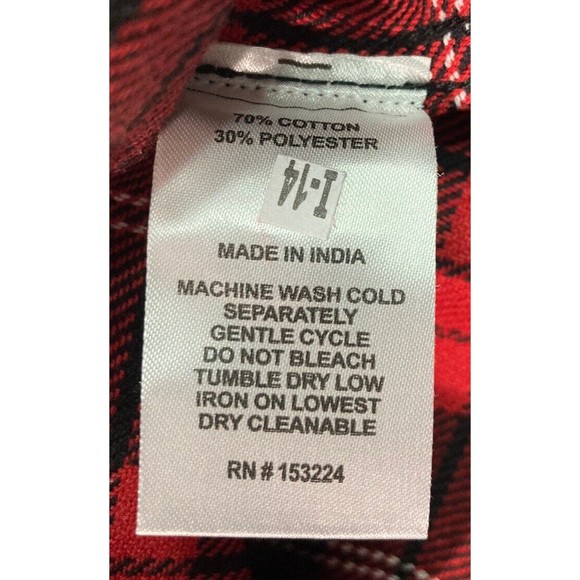 70% COTTON
30% POLYESTER
I-14
MADE IN INDIA
MACHINE WASH COLD
SEPARATELY
GENTLE CYCLE
DO NOT BLEACH
TUMBLE DRY LOW
IRON ON LOWEST
DRY CLEANABLE
RN # 153224